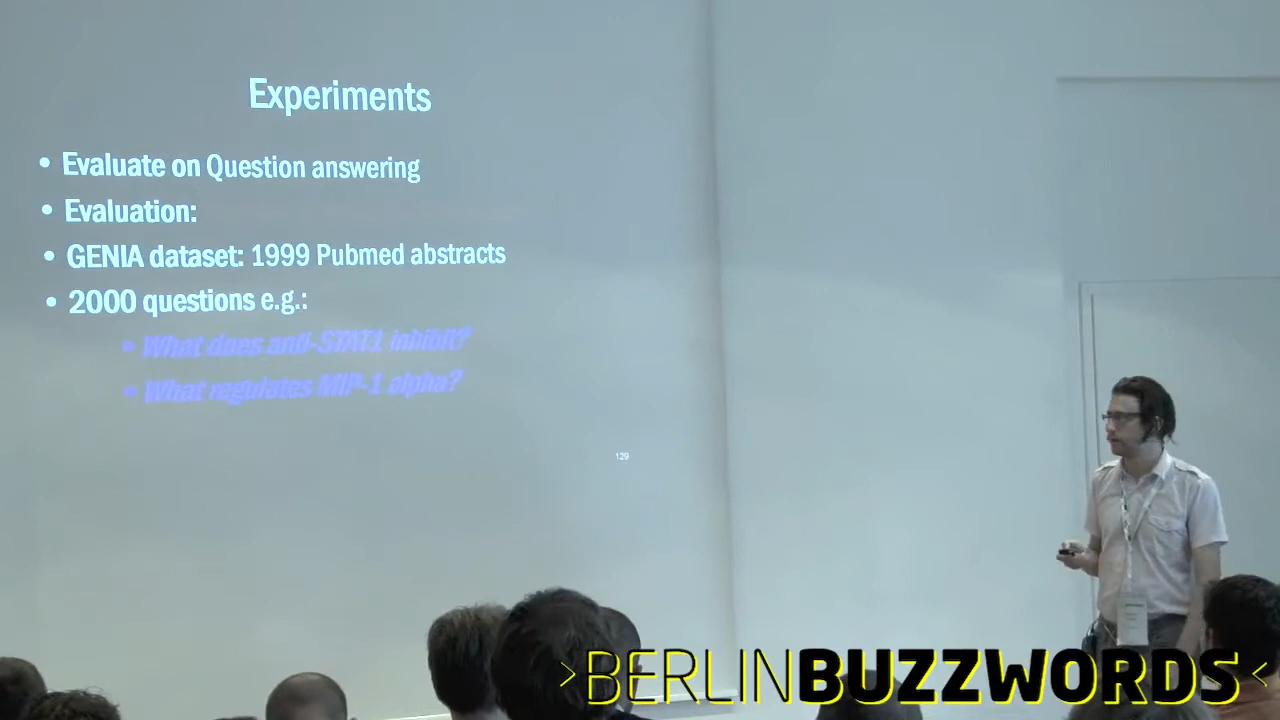 Experiments
• Evaluate on Question answering
• Evaluation:
• GENIA dataset: 1999 Pubmed abstracts
• 2000 questions e.g.:
• What does anti-STAT1 inhibit?
• What regulates MIP-1 alpha?
129
>BERLINBUZZWORDS<